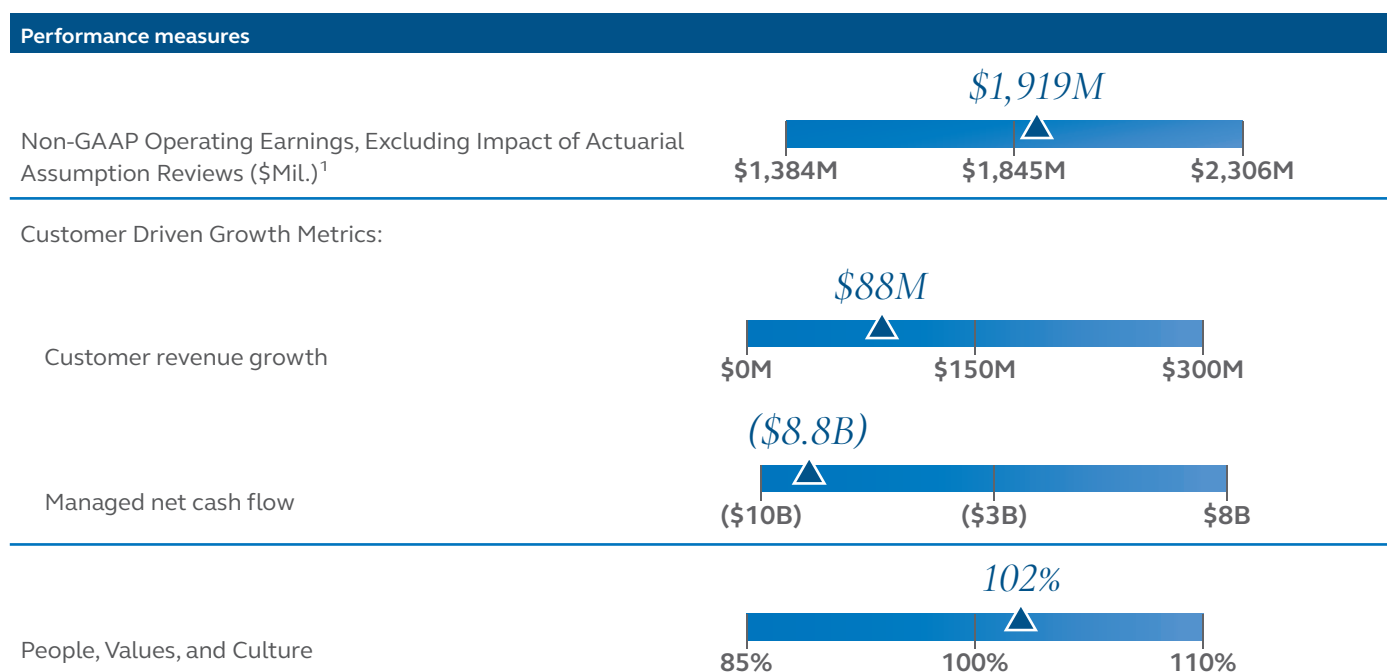 Performance measures
$1,919M
Non-GAAP Operating Earnings, Excluding Impact of Actuarial
Assumption Reviews ($Mil.)¹
$1,384M $1,845M $2,306M
Customer Driven Growth Metrics:
$88M
Customer revenue growth
$0M $150M $300M
($8.8B)
Managed net cash flow
($10B) ($3B) $8B
102%
People, Values, and Culture
85% 100% 110%